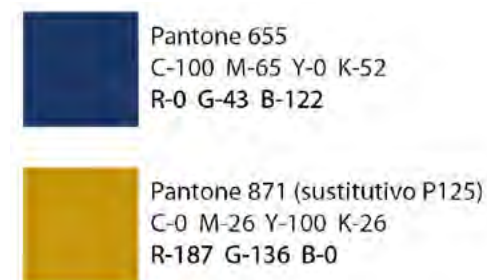 Pantone 655
C-100 M-65 Y-0 K-52
R-0 G-43 B-122
Pantone 871 (sustitutivo P125)
C-0 M-26 Y-100 K-26
R-187 G-136 B-0